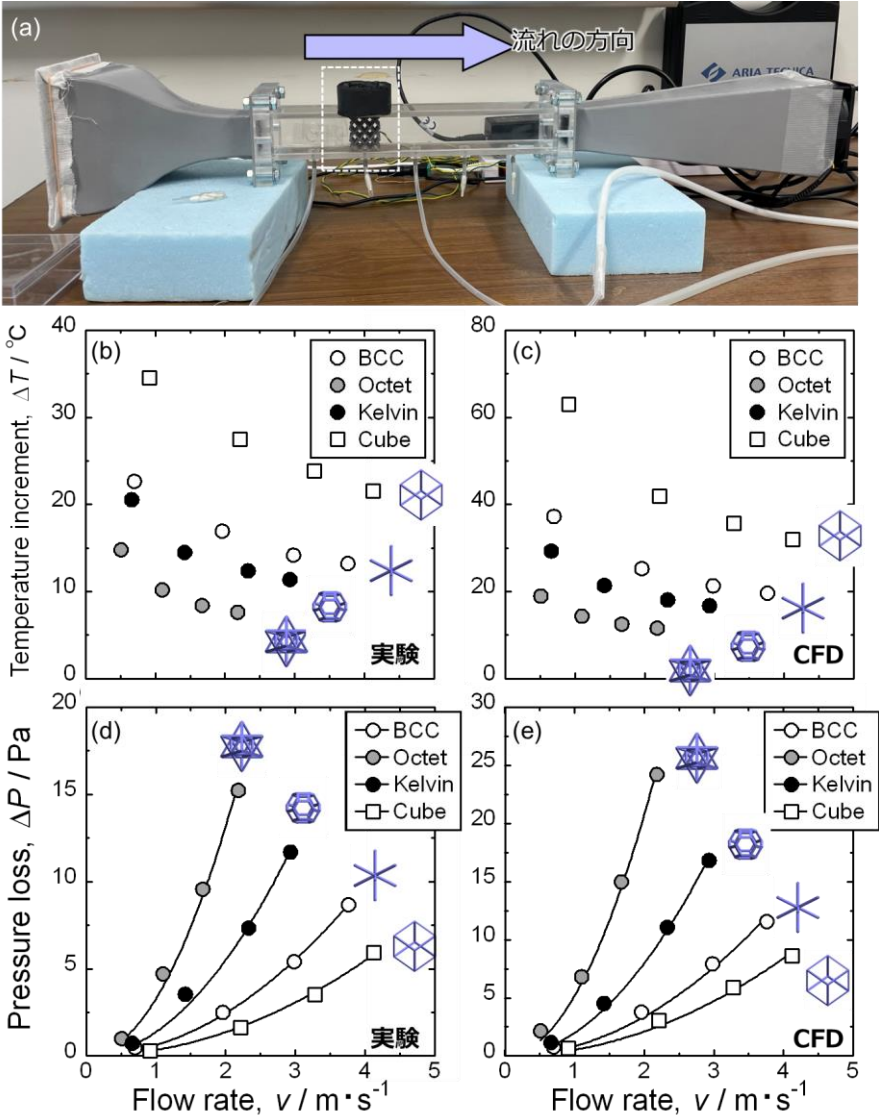 (a)
流れの方向
ARIA TECNICA
(b)
Temperature increment, ΔT / °C
40
30
20
10
0
BCC
Octet
Kelvin
Cube
実験
(c)
80
60
40
20
0
BCC
Octet
Kelvin
Cube
CFD
(d)
Pressure loss, ΔP / Pa
20
15
10
5
0
BCC
Octet
Kelvin
Cube
実験
0 1 2 3 4 5
Flow rate, v / m・s-1
(e)
30
25
20
15
10
5
0
BCC
Octet
Kelvin
Cube
CFD
0 1 2 3 4 5
Flow rate, v / m・s-1